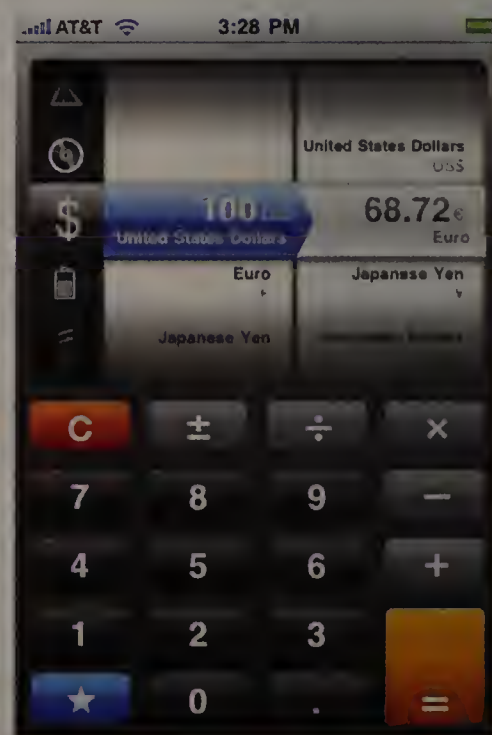 AT&T 3:28 PM
United States Dollars
US$
$ 100 68.72€
United States Dollars Euro
Euro Japanese Yen
Japanese Yen
C ± ÷ ×
7 8 9 −
4 5 6 +
1 2 3
★ 0 . =